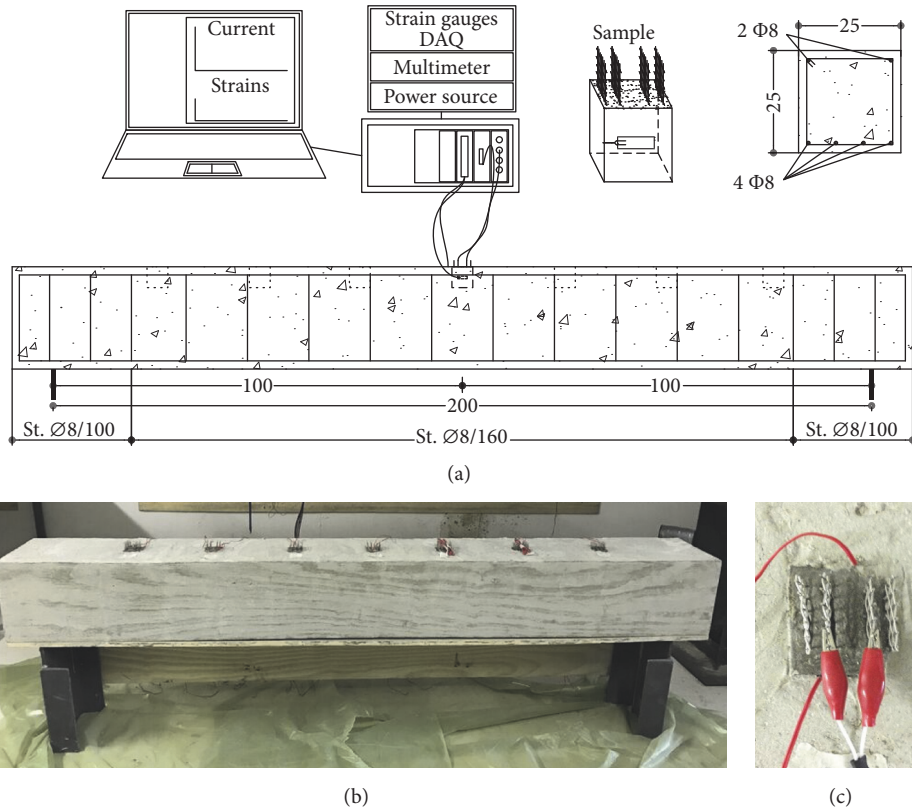 Current
Strains
Strain gauges
DAQ
Multimeter
Power source
Sample
2 Φ8
25
25
4 Φ8
100
100
200
St. Ø8/100
St. Ø8/160
St. Ø8/100
(a)
(b)
(c)